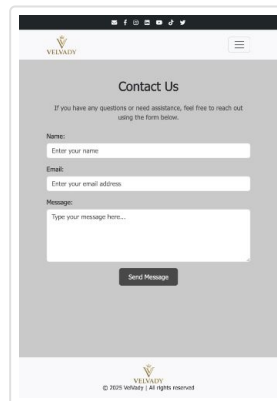 VELVADY
Contact Us
If you have any questions or need assistance, feel free to reach out
using the form below.
Name:
Enter your name
Email:
Enter your email address
Message:
Type your message here...
Send Message
VELVADY
© 2025 VelVady | All rights reserved